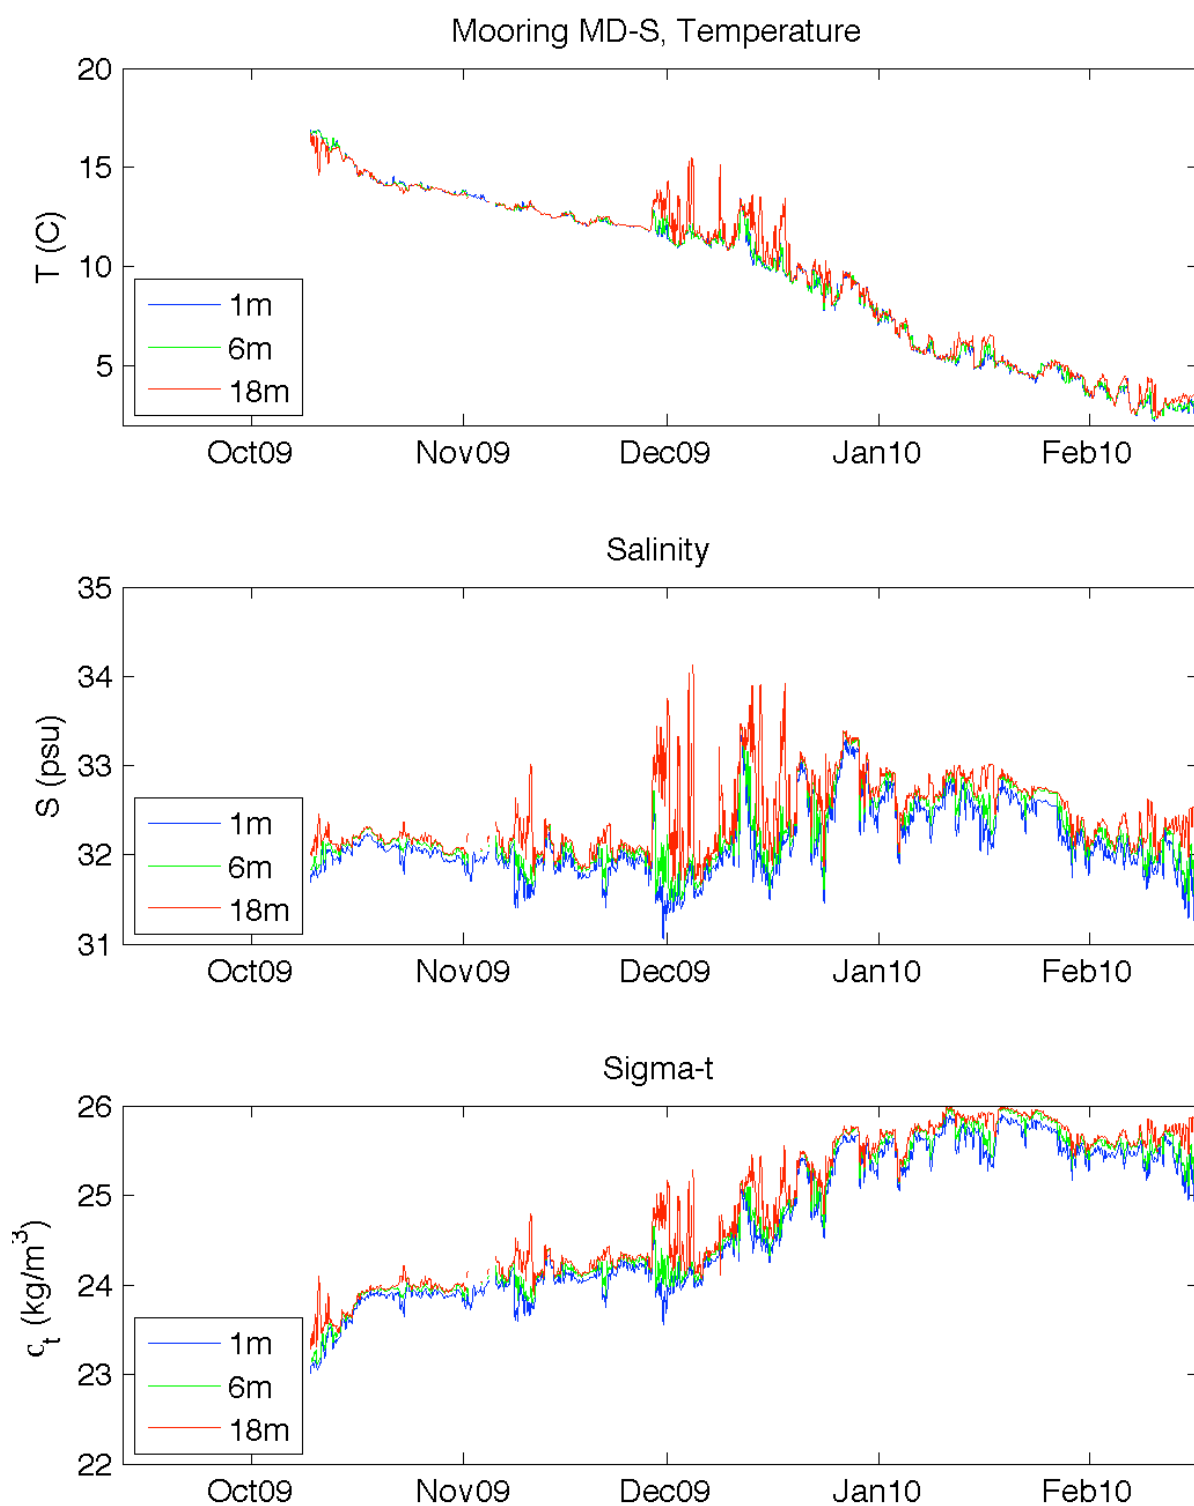 Mooring MD-S, Temperature
20
15
10
5
T (C)
1m
6m
18m
Oct09 Nov09 Dec09 Jan10 Feb10
Salinity
35
34
33
32
31
S (psu)
1m
6m
18m
Oct09 Nov09 Dec09 Jan10 Feb10
Sigma-t
26
25
24
23
22
ς_t (kg/m^3)
1m
6m
18m
Oct09 Nov09 Dec09 Jan10 Feb10